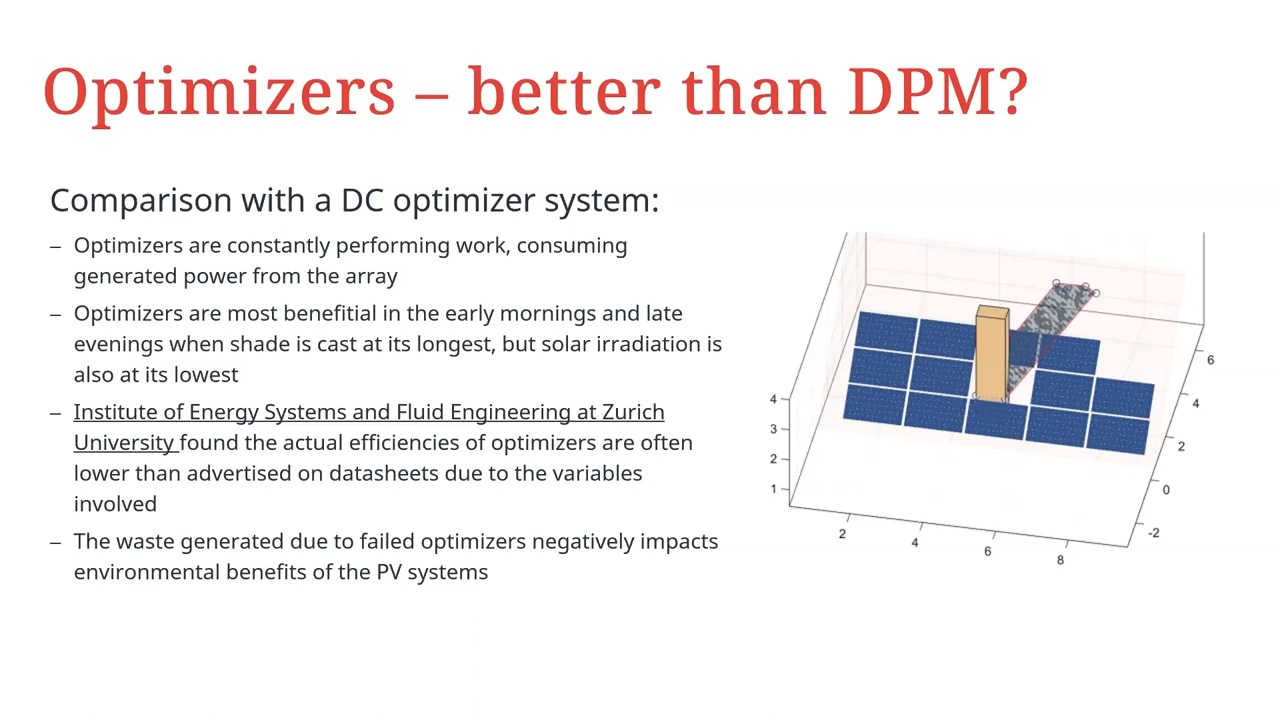 Optimizers – better than DPM?
Comparison with a DC optimizer system:
– Optimizers are constantly performing work, consuming
generated power from the array
– Optimizers are most benefitial in the early mornings and late
evenings when shade is cast at its longest, but solar irradiation is
also at its lowest
– Institute of Energy Systems and Fluid Engineering at Zurich
University found the actual efficiencies of optimizers are often
lower than advertised on datasheets due to the variables
involved
– The waste generated due to failed optimizers negatively impacts
environmental benefits of the PV systems
4
3
2
1
2
4
6
8
6
4
2
0
-2